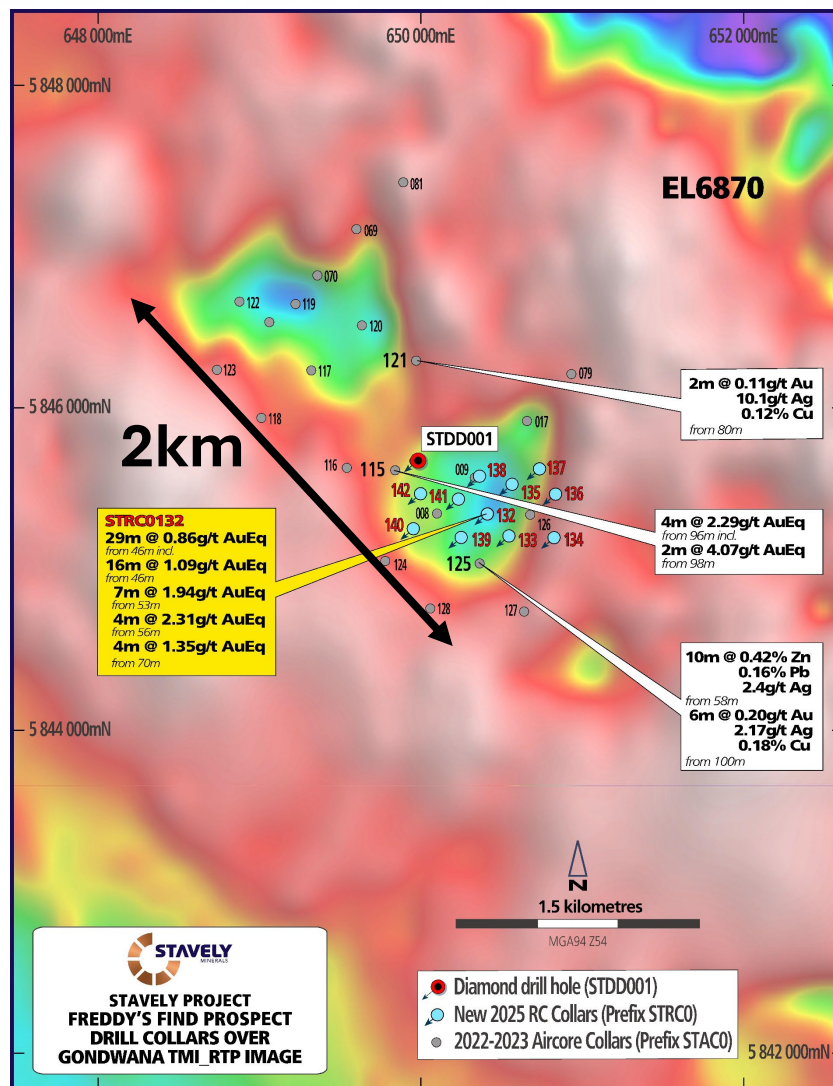 648 000mE
650 000mE
652 000mE
5 848 000mN
EL6870
081
069
070
122
119
120
121
123
117
079
2m @ 0.11g/t Au
10.1g/t Ag
0.12% Cu
from 80m
5 846 000mN
118
017
2km
STDD001
116
115
009
138
137
142
141
135
136
STRC0132
29m @ 0.86g/t AuEq
from 46m incl.
16m @ 1.09g/t AuEq
from 46m
7m @ 1.94g/t AuEq
from 53m
4m @ 2.31g/t AuEq
from 56m
4m @ 1.35g/t AuEq
from 70m
008
132
126
4m @ 2.29g/t AuEq
from 96m incl.
2m @ 4.07g/t AuEq
from 98m
140
139
133
134
124
125
128
127
10m @ 0.42% Zn
0.16% Pb
2.4g/t Ag
from 58m
6m @ 0.20g/t Au
2.17g/t Ag
0.18% Cu
from 100m
5 844 000mN
N
1.5 kilometres
MGA94 Z54
STAVELY
MINERALS
STAVELY PROJECT
FREDDY'S FIND PROSPECT
DRILL COLLARS OVER
GONDWANA TMI_RTP IMAGE
Diamond drill hole (STDD001)
New 2025 RC Collars (Prefix STRC0)
2022-2023 Aircore Collars (Prefix STAC0)
5 842 000mN